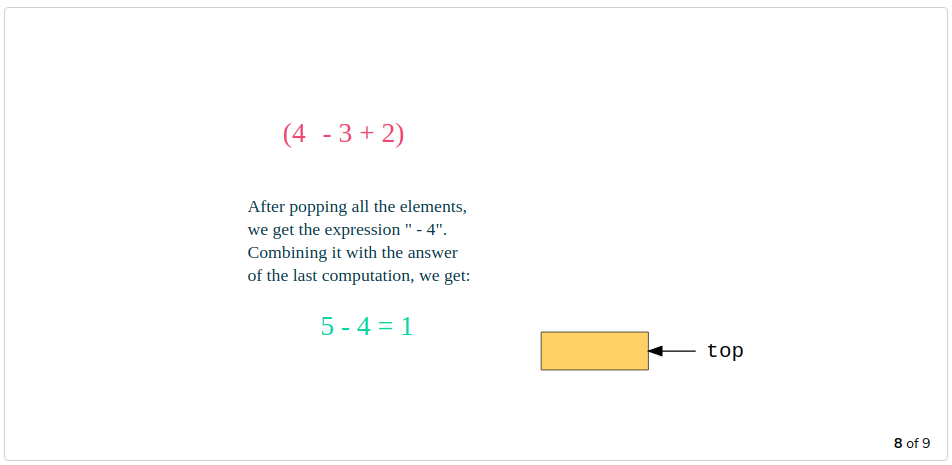 (4 - 3 + 2)
After popping all the elements,
we get the expression " - 4".
Combining it with the answer
of the last computation, we get:
5 - 4 = 1
top
8 of 9